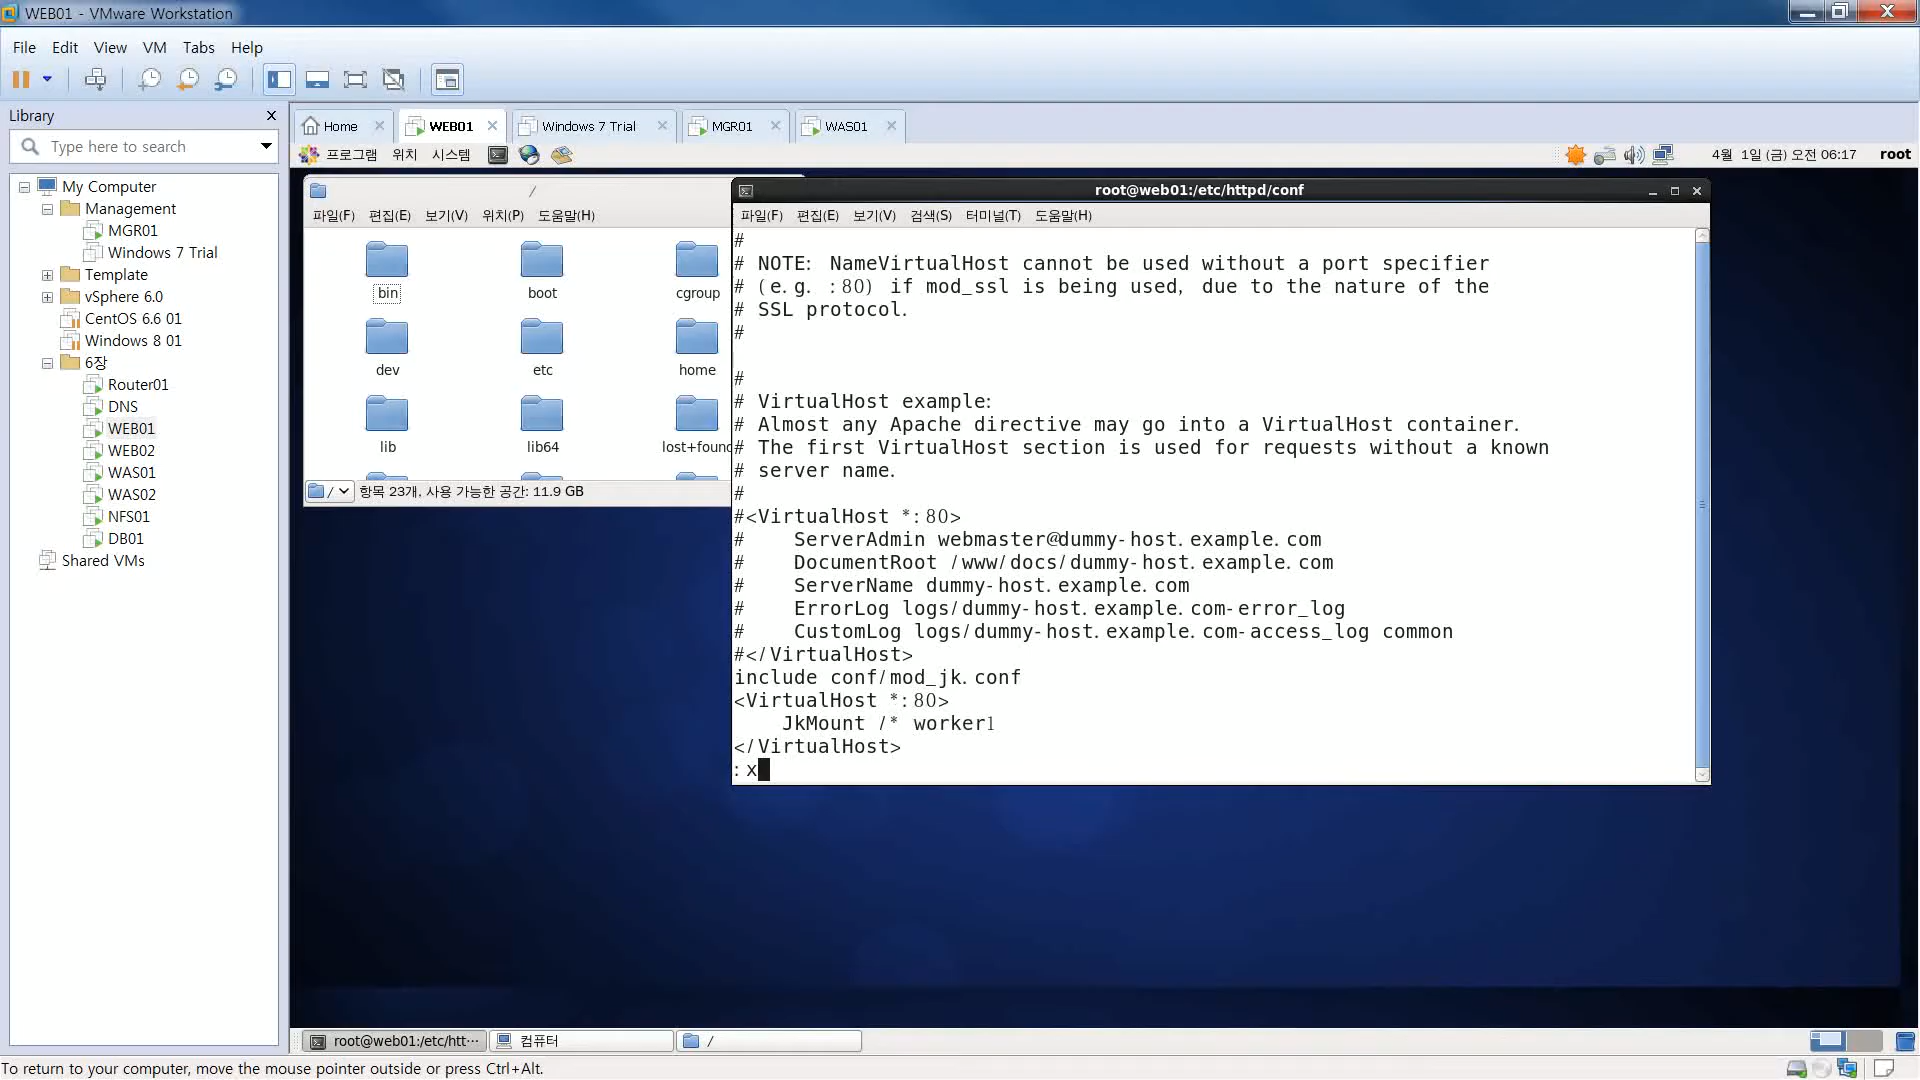 WEB01 - VMware Workstation
File Edit View VM Tabs Help
Library
Type here to search
My Computer
Management
MGR01
Windows 7 Trial
Template
vSphere 6.0
CentOS 6.6 01
Windows 8 01
6장
Router01
DNS
WEB01
WEB02
WAS01
WAS02
NFS01
DB01
Shared VMs
Home WEB01 Windows 7 Trial MGR01 WAS01
프로그램 위치 시스템 4월 1일 (금) 오전 06:17 root
/
파일(F) 편집(E) 보기(V) 위치(P) 도움말(H)
bin boot cgroup
dev etc home
lib lib64 lost+found
/ 항목 23개, 사용 가능한 공간: 11.9 GB
root@web01:/etc/httpd/conf
파일(F) 편집(E) 보기(V) 검색(S) 터미널(T) 도움말(H)
#
# NOTE: NameVirtualHost cannot be used without a port specifier
# (e.g. :80) if mod_ssl is being used, due to the nature of the
# SSL protocol.
#
#
# VirtualHost example:
# Almost any Apache directive may go into a VirtualHost container.
# The first VirtualHost section is used for requests without a known
# server name.
#
#<VirtualHost *:80>
#    ServerAdmin webmaster@dummy-host.example.com
#    DocumentRoot /www/docs/dummy-host.example.com
#    ServerName dummy-host.example.com
#    ErrorLog logs/dummy-host.example.com-error_log
#    CustomLog logs/dummy-host.example.com-access_log common
#</VirtualHost>
include conf/mod_jk.conf
<VirtualHost *:80>
    JkMount /* worker1
</VirtualHost>
:x
root@web01:/etc/htt··· 컴퓨터 /
To return to your computer, move the mouse pointer outside or press Ctrl+Alt.